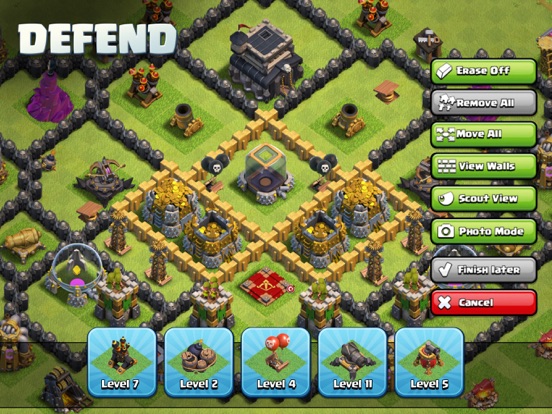 DEFEND
Erase Off
Remove All
Move All
View Walls
Scout View
Photo Mode
Finish later
Cancel
Level 7
Level 2
Level 4
Level 11
Level 5